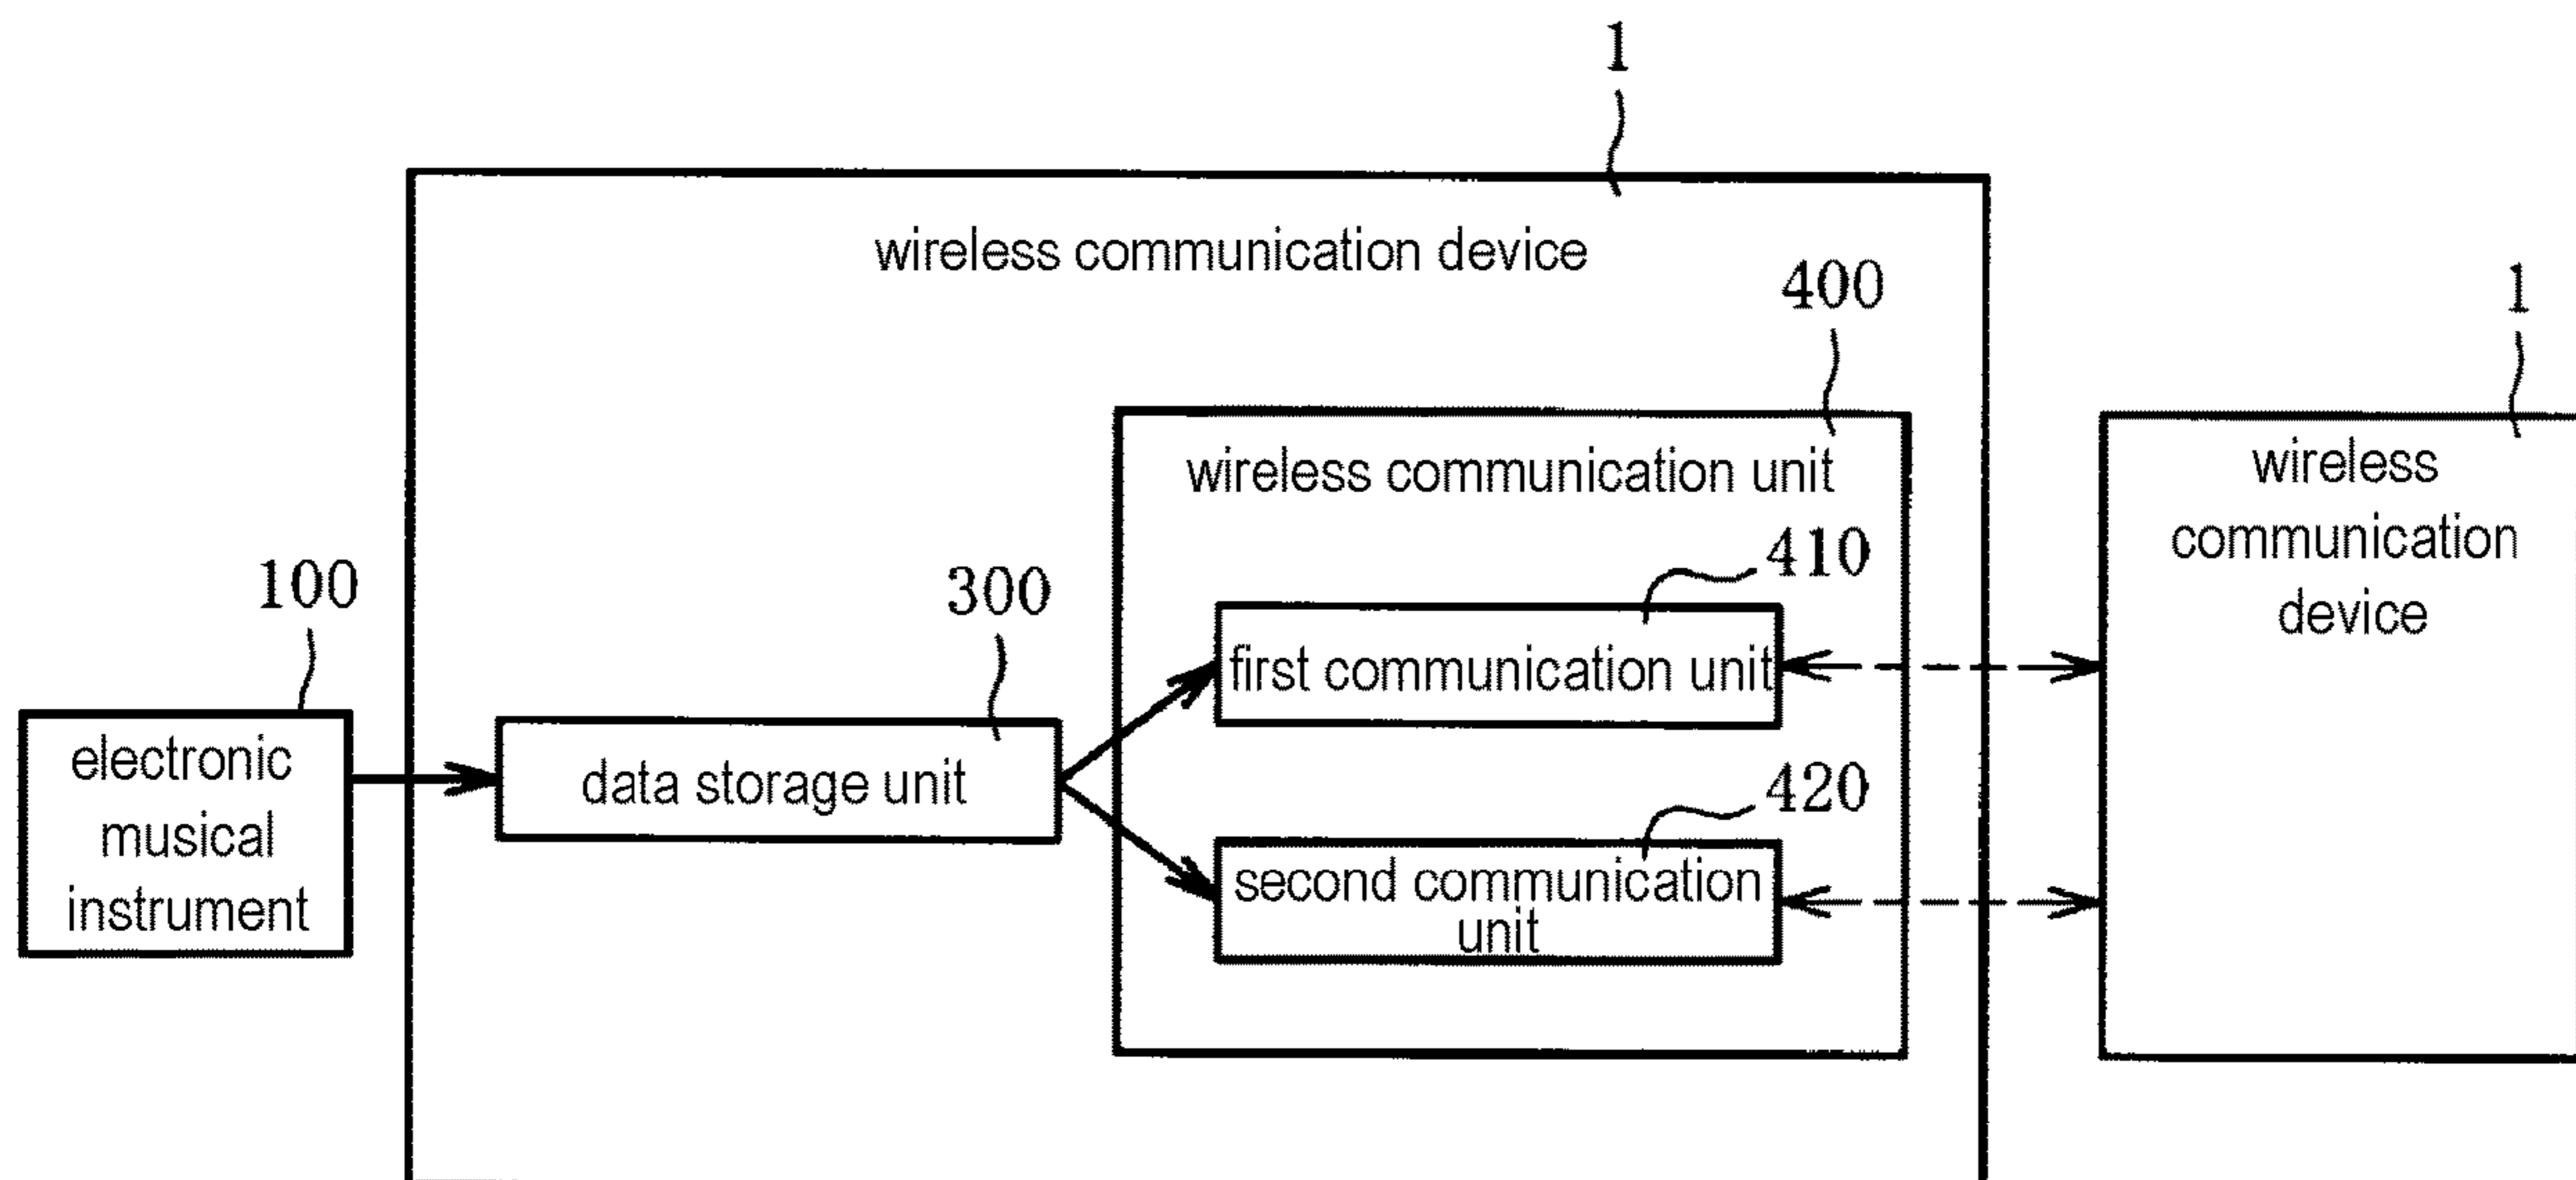 1
wireless communication device
400
1
wireless communication unit
wireless
communication
device
410
100
300
first communication unit
electronic
musical
instrument
data storage unit
420
second communication
unit